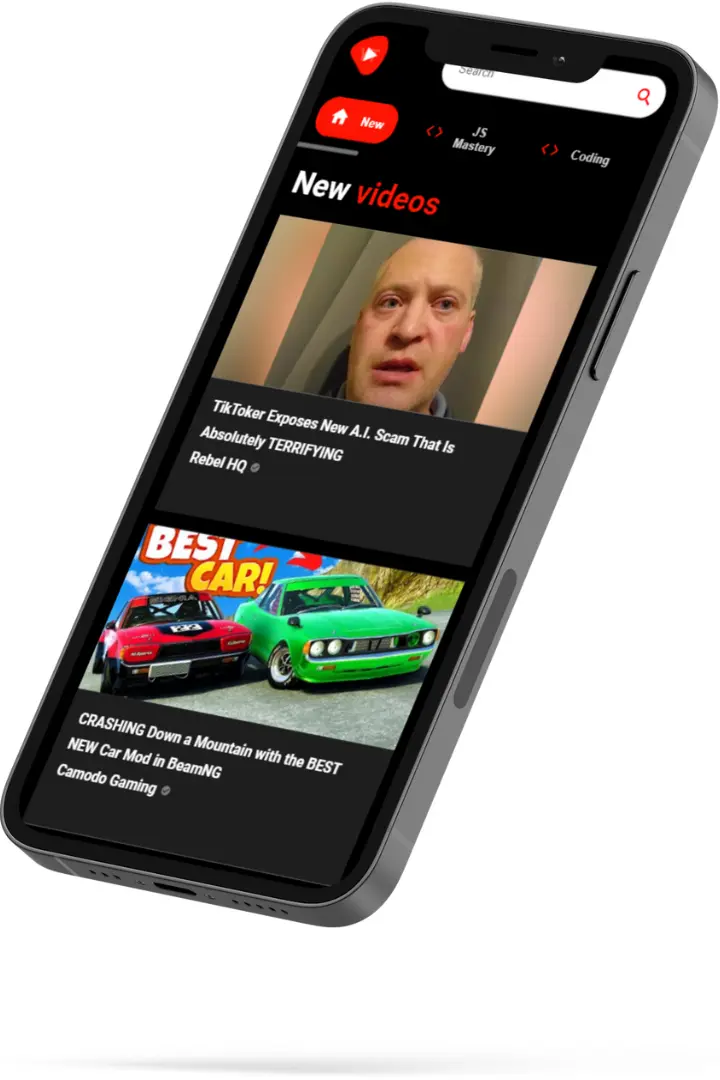 Search
New
JS
Mastery
Coding
New videos
TikToker Exposes New A.I. Scam That Is
Absolutely TERRIFYING
Rebel HQ
BEST
CAR!
CRASHING Down a Mountain with the BEST
NEW Car Mod in BeamNG
Camodo Gaming